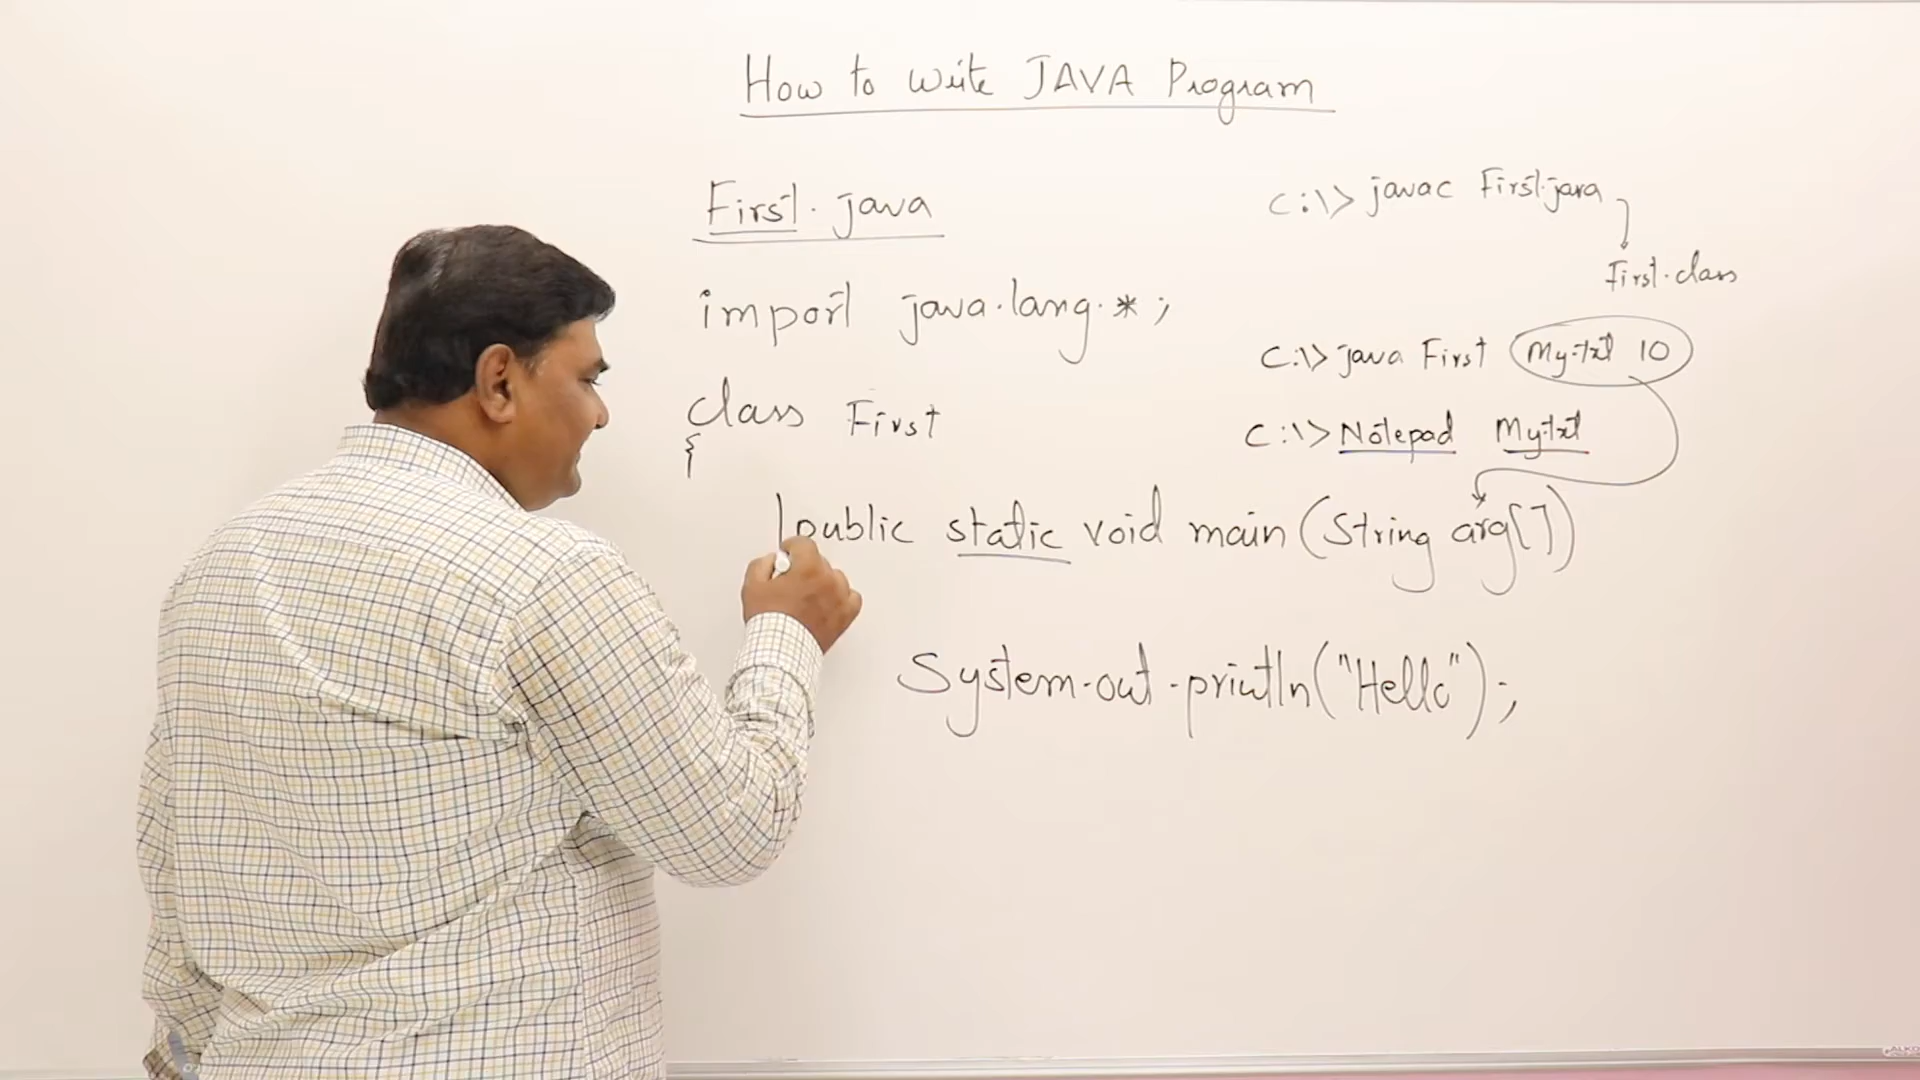 How to Write JAVA Program
First.java
import java.lang.*;
class First
{
public static void main(String arg[])
System.out.println("Hello");
C:\> javac First.java
First.class
C:\> java First My.txt 10
C:\> Notepad My.txt